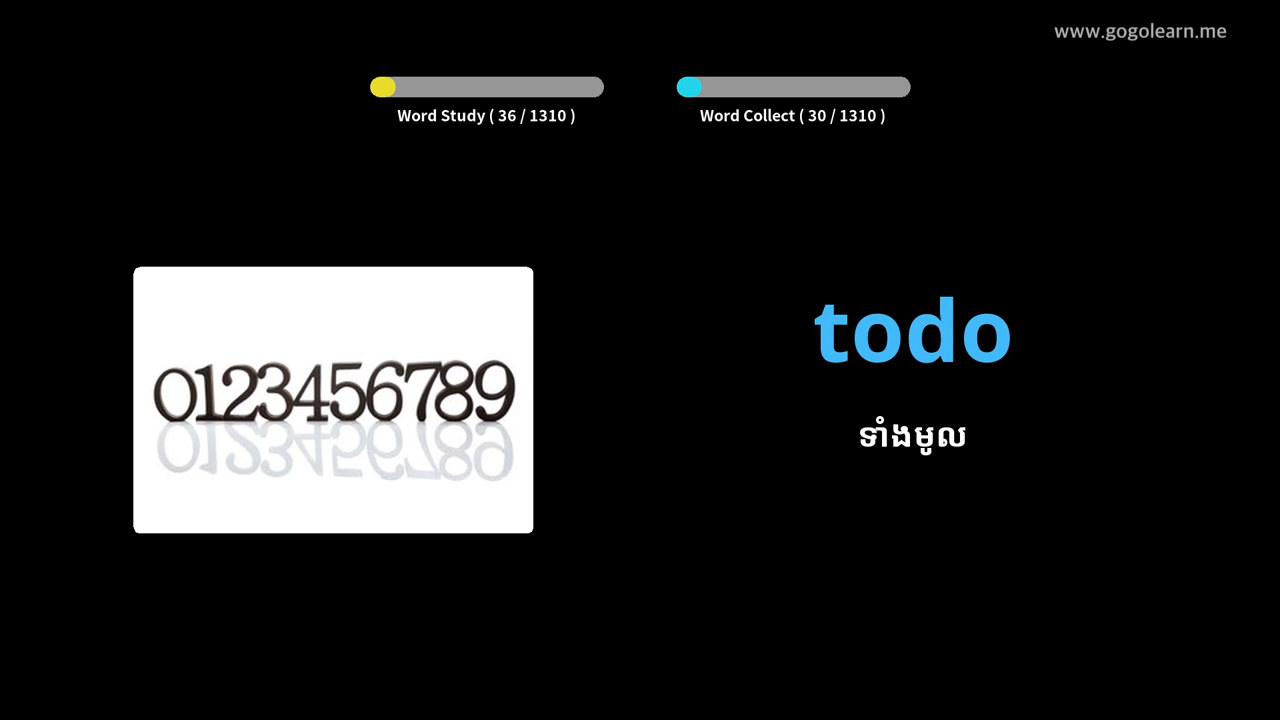 www.gogolearn.me
Word Study ( 36 / 1310 )
Word Collect ( 30 / 1310 )
0123456789
todo
ទាំងមូល